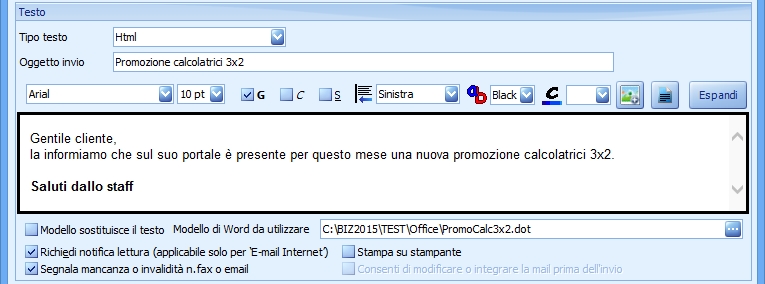 Testo
Tipo testo Html
Oggetto invio Promozione calcolatrici 3x2
Arial 10 pt G C S Sinistra Black Espandi
Gentile cliente,
la informiamo che sul suo portale è presente per questo mese una nuova promozione calcolatrici 3x2.
Saluti dallo staff
Modello sostituisce il testo Modello di Word da utilizzare C:\BIZ2015\TEST\Office\PromoCalc3x2.dot
Richiedi notifica lettura (applicabile solo per 'E-mail Internet') Stampa su stampante
Segnala mancanza o invalidità n.fax o email Consenti di modificare o integrare la mail prima dell'invio